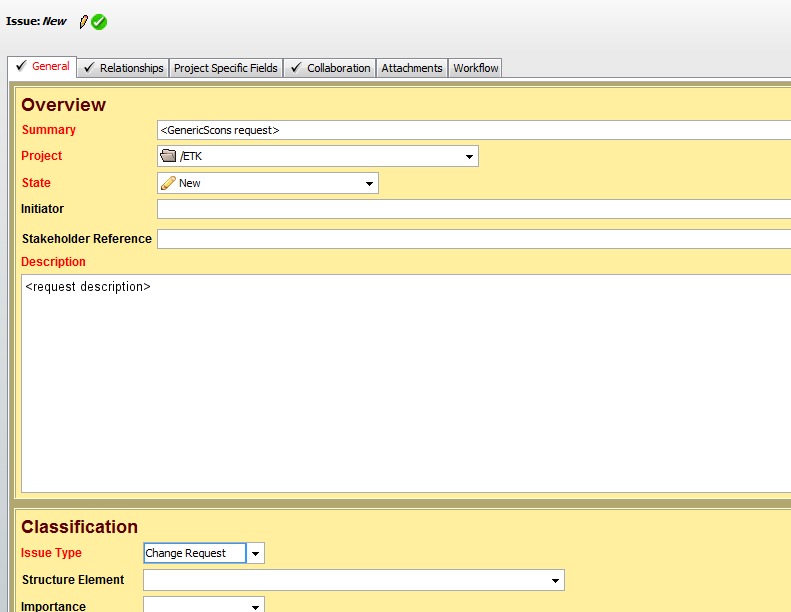 Issue: New
General Relationships Project Specific Fields Collaboration Attachments Workflow
Overview
Summary <GenericScons request>
Project /ETK
State New
Initiator
Stakeholder Reference
Description
<request description>
Classification
Issue Type Change Request
Structure Element
Importance